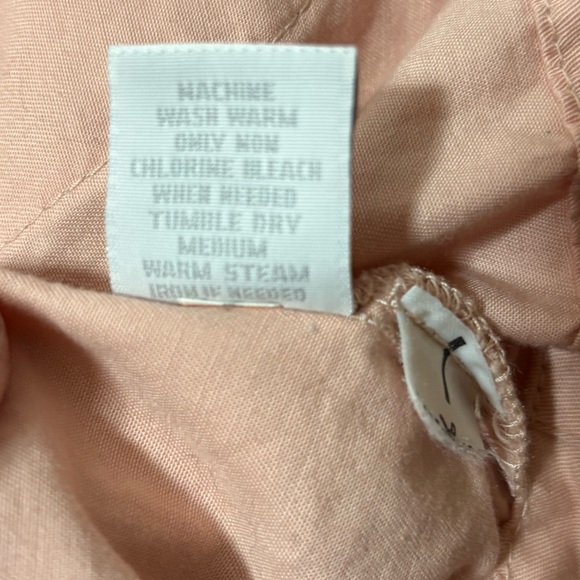 MACHINE
WASH WARM
ONLY NON
CHLORINE BLEACH
WHEN NEEDED
TUMBLE DRY
MEDIUM
WARM STEAM
IRON IF NEEDED